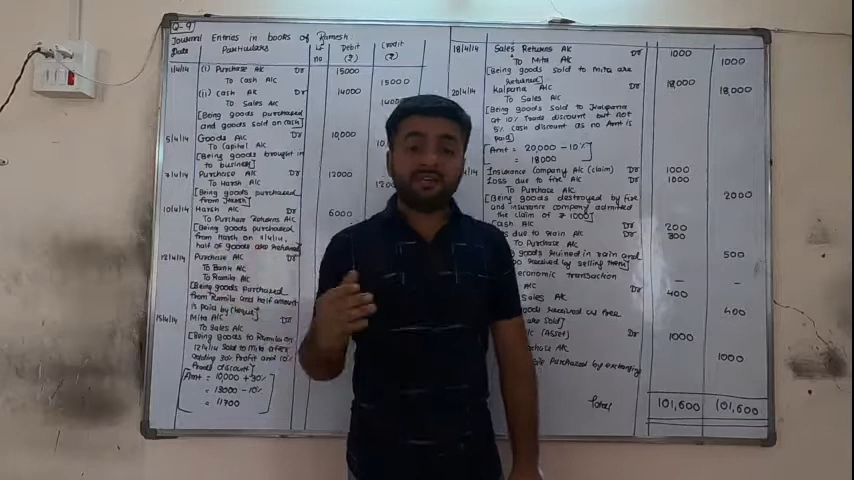 Q-9
Journal Entries in books of Ramesh.
Date Particulars L.F no Debit (₹) Credit (₹)
1/4/14 (i) Purchase A/c Dr 15000
To Cash A/c 15000
(ii) Cash A/c Dr 14000
To Sales A/c 14000
[Being goods purchased
and goods sold on cash]
5/4/14 Goods A/c Dr 10,000
To Capital A/c
[Being goods brought in
to business]
7/4/14 Purchase A/c Dr 12000
To Harsh A/c
[Being goods purchased
from Harsh]
10/4/14 Harsh A/c Dr 6000
To Purchase Returns A/c
[Being goods purchased
from Harsh on 7/4/14,
half of goods are returned]
12/4/14 Purchase A/c Dr
To Bank A/c
To Rumila A/c
[Being goods Purchased
from Rumila and half amount
is paid by cheque]
15/4/14 Mita A/c Dr
To Sales A/c
[Being goods to Rumila on
12/4/14 sold to Mita after
adding 30% Profit and 10%
Trade discount]
[Amt = 10,000 + 30%
= 13000 - 10%
= 11700
18/4/14 Sales Returns A/c Dr 1000
To Mita A/c 1000
[Being goods sold to Mita are
returned]
20/4/14 Kalpana A/c Dr 18,000
To Sales A/c 18,000
[Being goods sold to Kalpana
at 10% Trade discount but not
5% cash discount as no Amt is
paid]
[Amt = 20,000 - 10%
= 18000]
Insurance Company A/c (claim) Dr 1000
Loss due to fire A/c Dr 1000
To Purchase A/c 2000
[Being goods destroyed by fire
and insurance company admitted
the claim of ₹ 1000]
Cash A/c Dr 200
due to rain A/c Dr 300
To Purchase A/c 500
goods ruined in rain and
received by selling them]
economic transaction - -
A/c Dr 400
Sales A/c 400
goods received as free
are sold]
A/c (Asset) Dr 1000
A/c 1000
Purchased by exchanging
Total 101,600 101,600